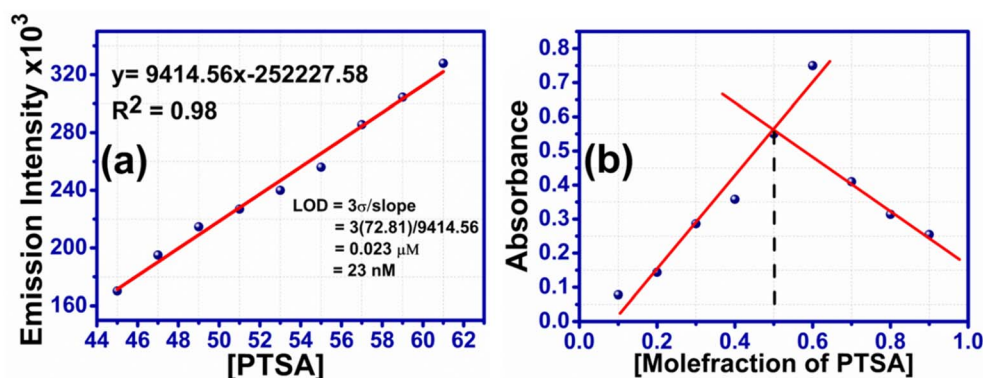 Emission Intensity x10³
320
280
240
200
160
y= 9414.56x-252227.58
R² = 0.98
(a)
LOD = 3σ/slope
= 3(72.81)/9414.56
= 0.023 µM
= 23 nM
44 46 48 50 52 54 56 58 60 62
[PTSA]
Absorbance
0.8
0.7
0.6
0.5
0.4
0.3
0.2
0.1
0.0
(b)
0.0 0.2 0.4 0.6 0.8 1.0
[Molefraction of PTSA]